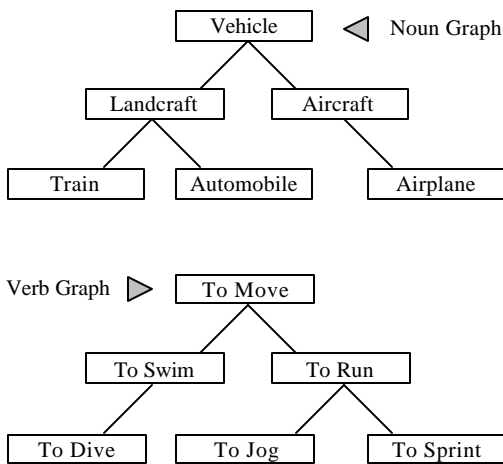 Vehicle
Noun Graph
Landcraft
Aircraft
Train
Automobile
Airplane
Verb Graph
To Move
To Swim
To Run
To Dive
To Jog
To Sprint